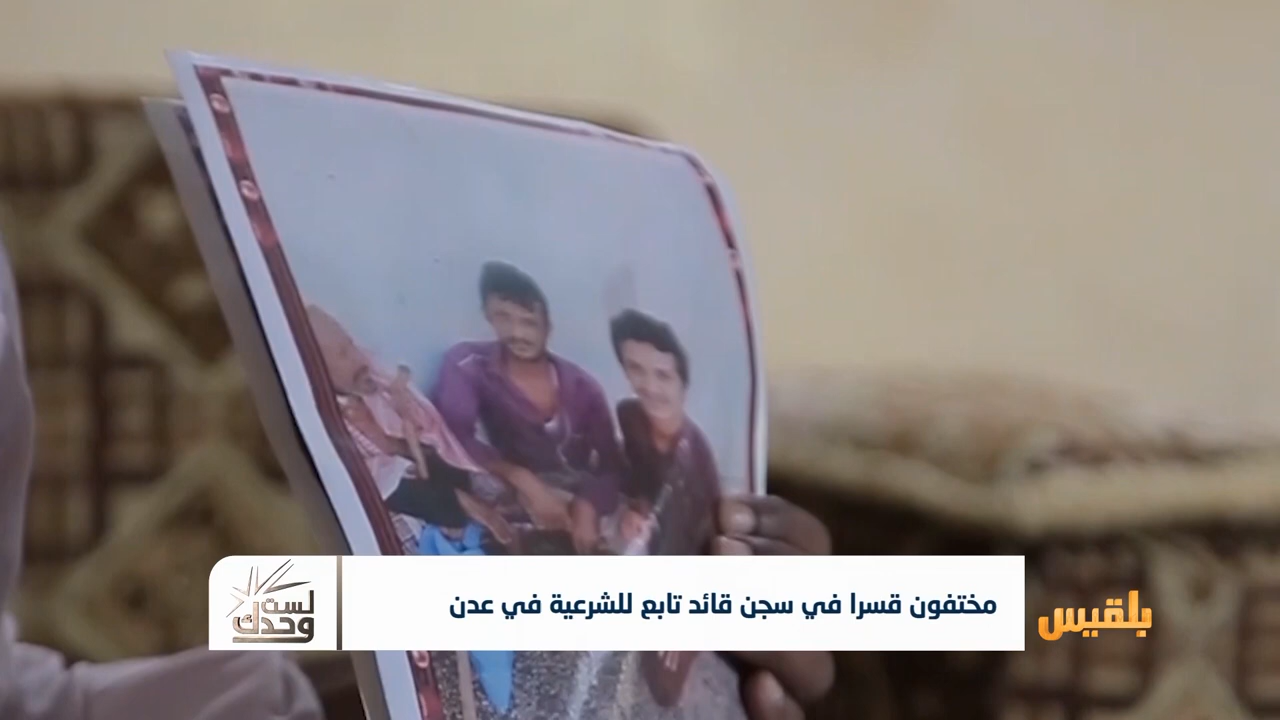 مختفون قسرا في سجن قائد تابع للشرعية في عدن
بلقيس
لست
وحدك